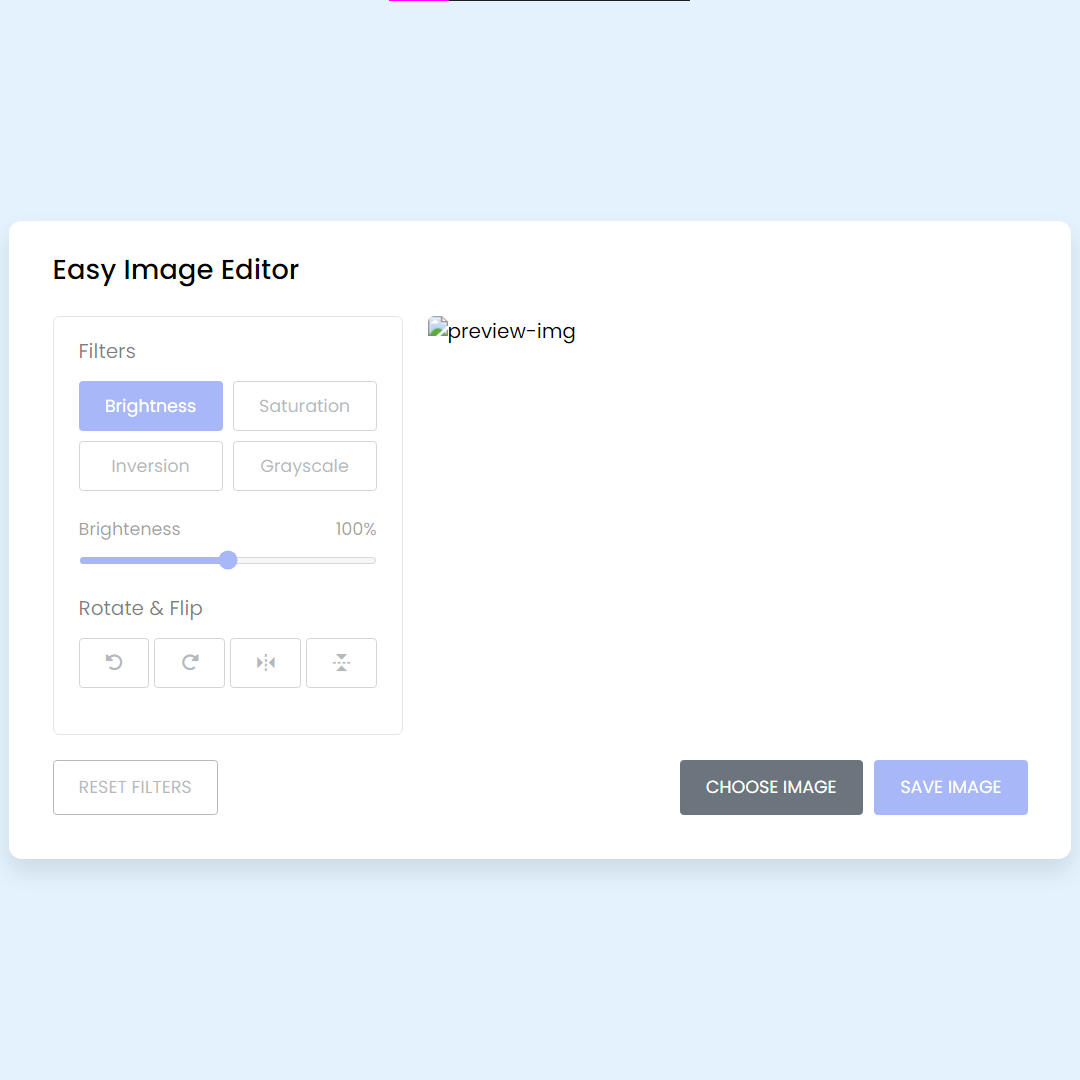 Easy Image Editor
Filters
Brightness
Saturation
Inversion
Grayscale
Brighteness
100%
Rotate & Flip
preview-img
RESET FILTERS
CHOOSE IMAGE
SAVE IMAGE